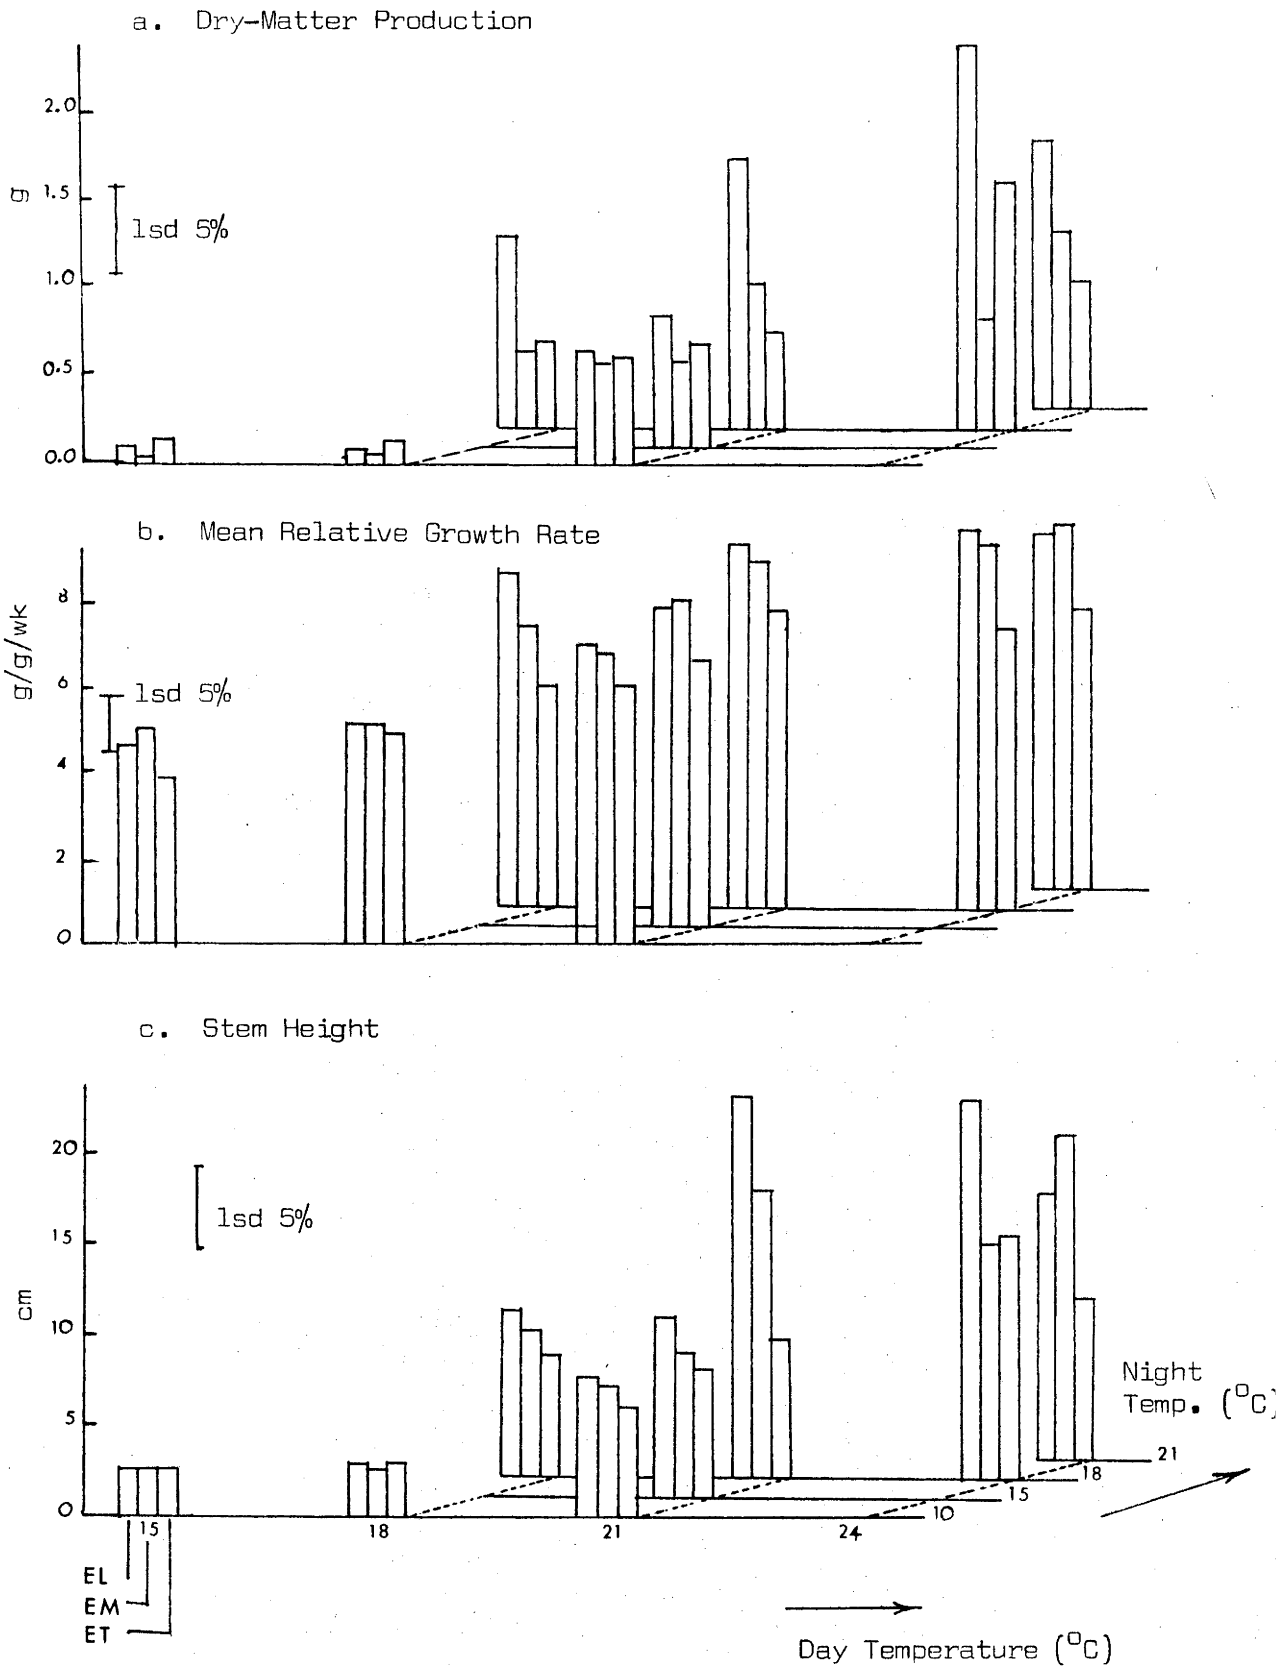 a. Dry-Matter Production
2.0
1.5
g
lsd 5%
1.0
0.5
0.0
b. Mean Relative Growth Rate
8
g/g/wk
6
lsd 5%
4
2
0
c. Stem Height
20
lsd 5%
15
cm
10
Night
Temp. (°C)
5
21
18
15
10
0
15
18
21
24
EL
EM
ET
Day Temperature (°C)